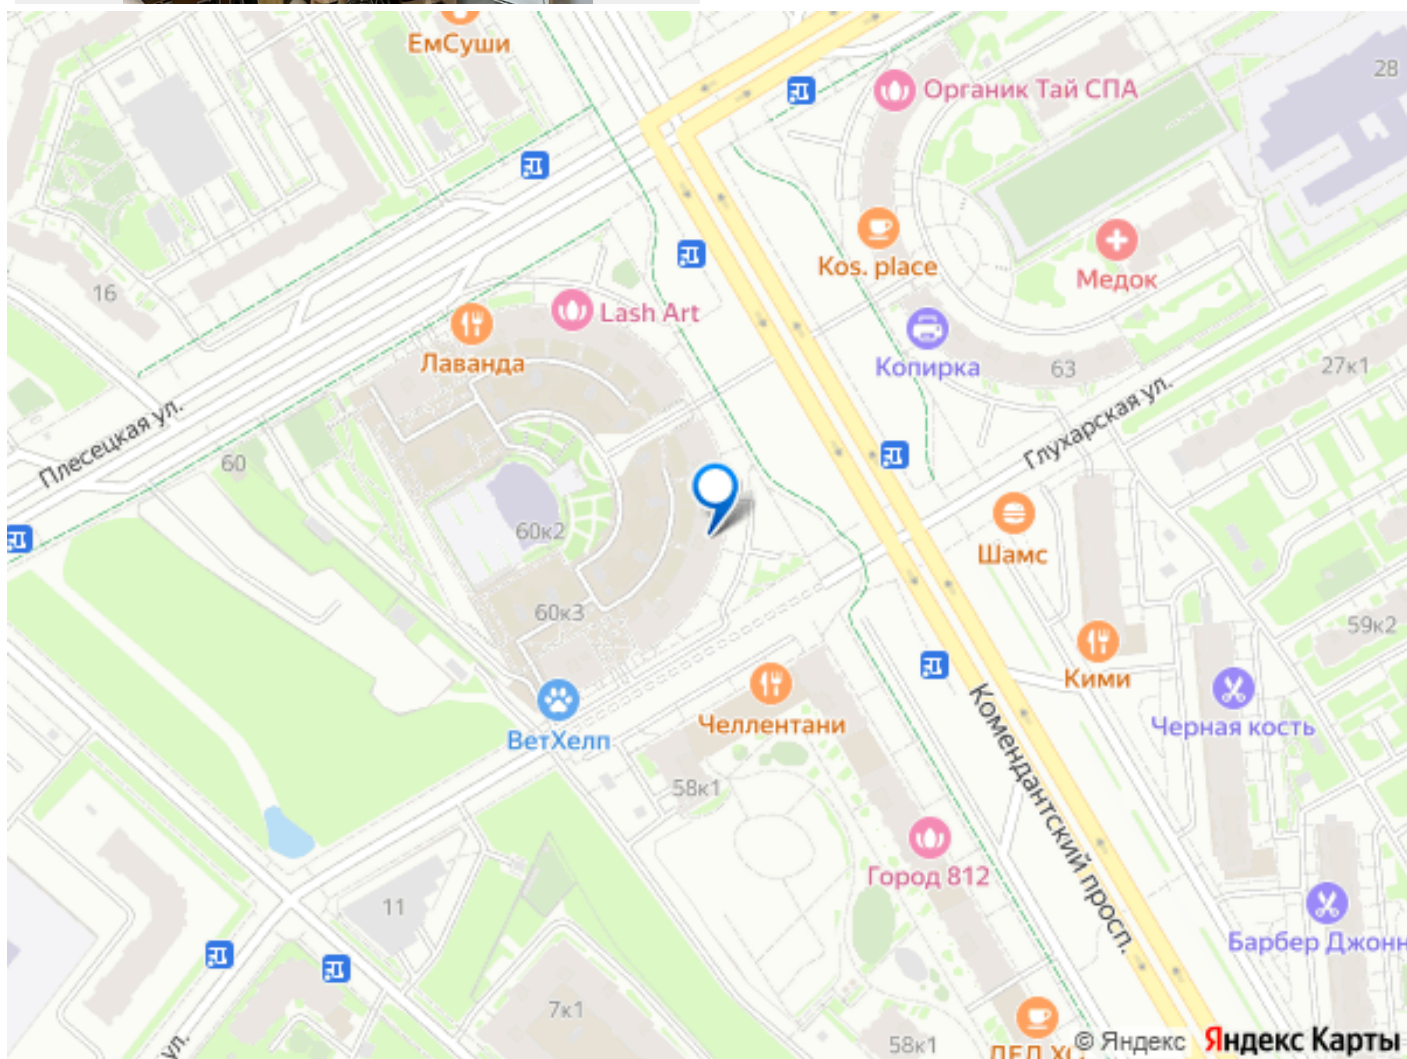 ЕмСуши
Органик Тай СПА
28
Kos. place
Медок
16
Lash Art
Лаванда
Копирка
63
27к1
Плесецкая ул.
Глухарская ул.
60
60к2
Шамс
60к3
59к2
Кими
Челлентани
Черная кость
ВетХелп
Комендантский просп.
58к1
Город 812
11
Барбер Джонн
7к1
ул.
58к1
© Яндекс Яндекс Карты